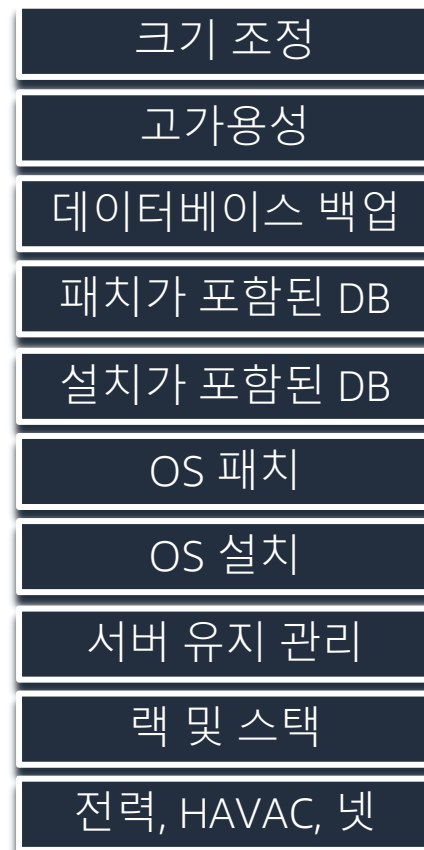 크기 조정
고가용성
데이터베이스 백업
패치가 포함된 DB
설치가 포함된 DB
OS 패치
OS 설치
서버 유지 관리
랙 및 스택
전력, HAVAC, 넷